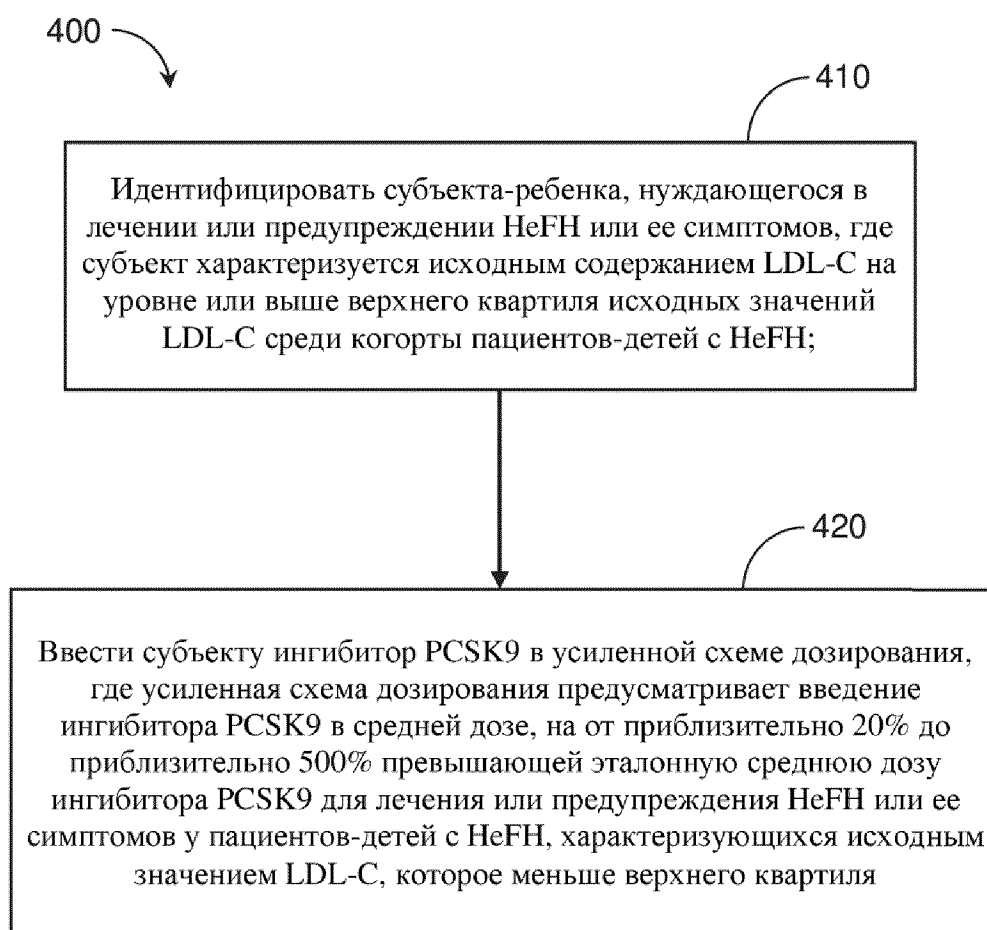 400
410
Идентифицировать субъекта-ребенка, нуждающегося в
лечении или предупреждении HeFH или ее симптомов, где
субъект характеризуется исходным содержанием LDL-C на
уровне или выше верхнего квартиля исходных значений
LDL-C среди когорты пациентов-детей с HeFH;
420
Ввести субъекту ингибитор PCSK9 в усиленной схеме дозирования,
где усиленная схема дозирования предусматривает введение
ингибитора PCSK9 в средней дозе, на от приблизительно 20% до
приблизительно 500% превышающей эталонную среднюю дозу
ингибитора PCSK9 для лечения или предупреждения HeFH или ее
симптомов у пациентов-детей с HeFH, характеризующихся исходным
значением LDL-C, которое меньше верхнего квартиля